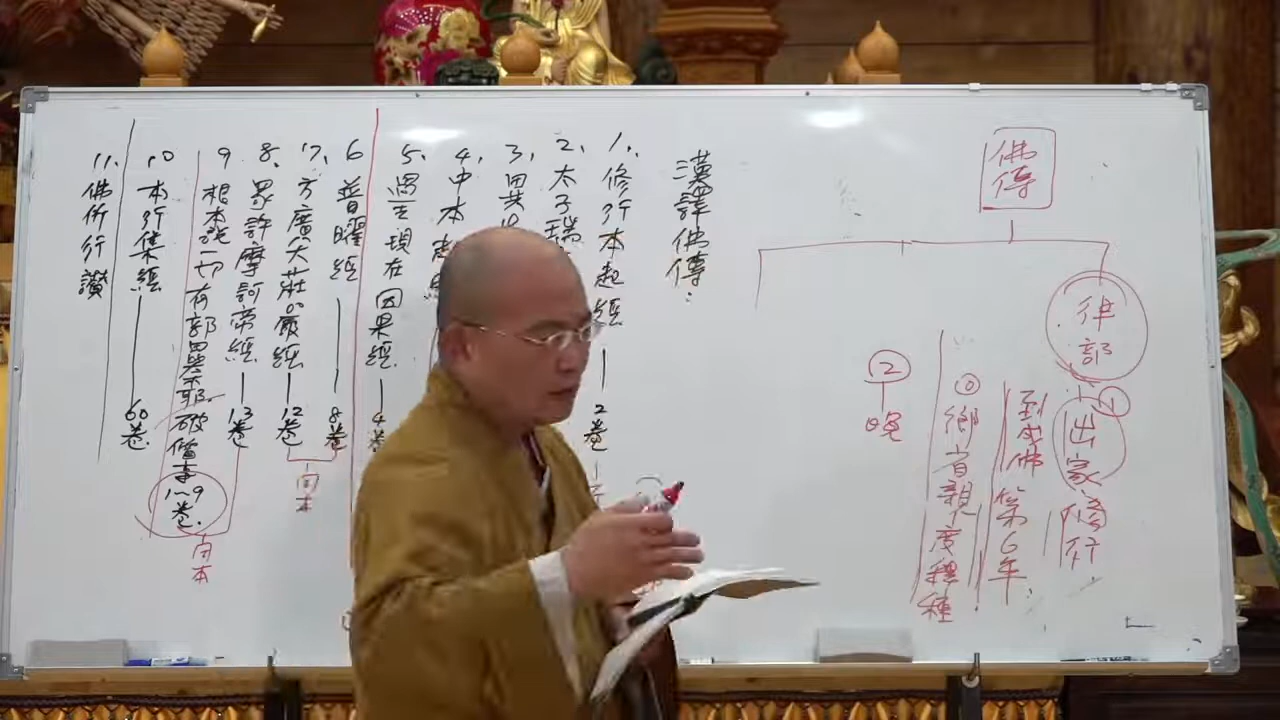 佛傳
律部
①
出家修行
到成佛第6年
⓪鄉省親、度釋種
②
晚
漢譯佛傳:
1、修行本起經—2卷
2、太子瑞
3、異
4、中本起
5、過去現在因果經—4卷
6 普曜經—8卷
7、方廣大莊嚴經—12卷
同本
8、眾許摩訶帝經—13卷
9 根本說一切有部毘奈耶破僧事1~9卷.
同本
10 本行集經—60卷
11、佛所行讚